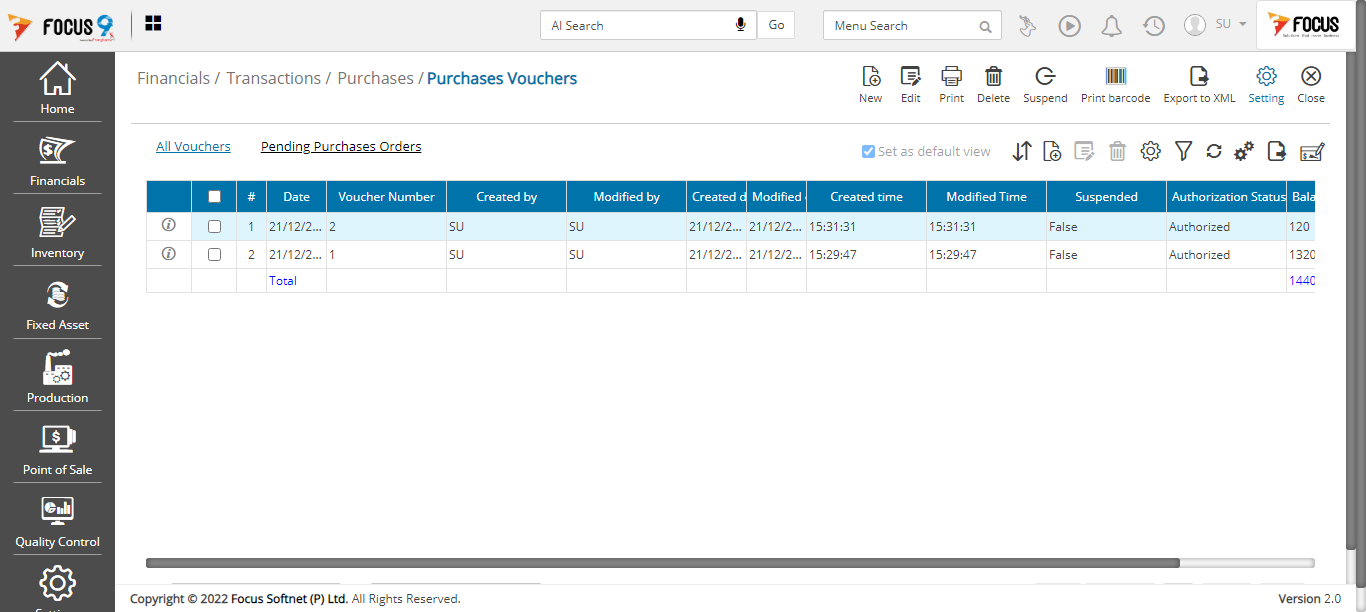 FOCUS 9
AI Search
Go
Menu Search
SU
FOCUS
Home
Financials
Inventory
Fixed Asset
Production
Point of Sale
Quality Control
Financials / Transactions / Purchases / Purchases Vouchers
New
Edit
Print
Delete
Suspend
Print barcode
Export to XML
Setting
Close
All Vouchers
Pending Purchases Orders
Set as default view
# Date Voucher Number Created by Modified by Created d Modified Created time Modified Time Suspended Authorization Status Bala
1 21/12/2... 2 SU SU 21/12/2... 21/12/2... 15:31:31 15:31:31 False Authorized 120
2 21/12/2... 1 SU SU 21/12/2... 21/12/2... 15:29:47 15:29:47 False Authorized 1320
Total 1440
Copyright © 2022 Focus Softnet (P) Ltd. All Rights Reserved.
Version 2.0